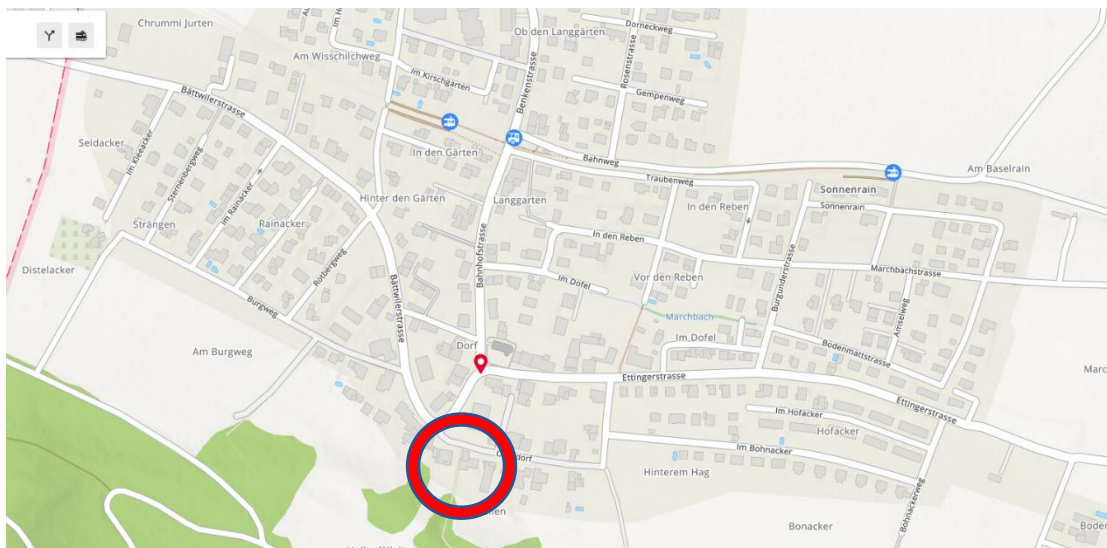 Chrummi Jurten
Dorneckweg
Ob den Langgärten
Am Wisschilchweg
Benkenstrasse
Rosenstrasse
Im Kirschgarten
Gempenweg
Bättwilerstrasse
Seidacker
Im Kleeacker
Sternenbergweg
In den Gärten
Bahnweg
Traubenweg
Am Baselrain
Sonnenrain
Sonnenrain
Im Rainacker
Hinter den Gärten
Langgarten
In den Reben
Strängen
Rainacker
In den Reben
Rotbergweg
Bahnhofstrasse
Burgunderstrasse
Distelacker
Bättwilerstrasse
Im Dofel
Vor den Reben
Marchbachstrasse
Burgweg
Marchbach
Amselweg
Am Burgweg
Dorf
Im Dofel
Bodenmattstrasse
Marc
Ettingerstrasse
Ettingerstrasse
Im Hofacker
Hofacker
Im Bohnacker
dorf
Hinterem Hag
Bohnackerweg
Bonacker
Boder